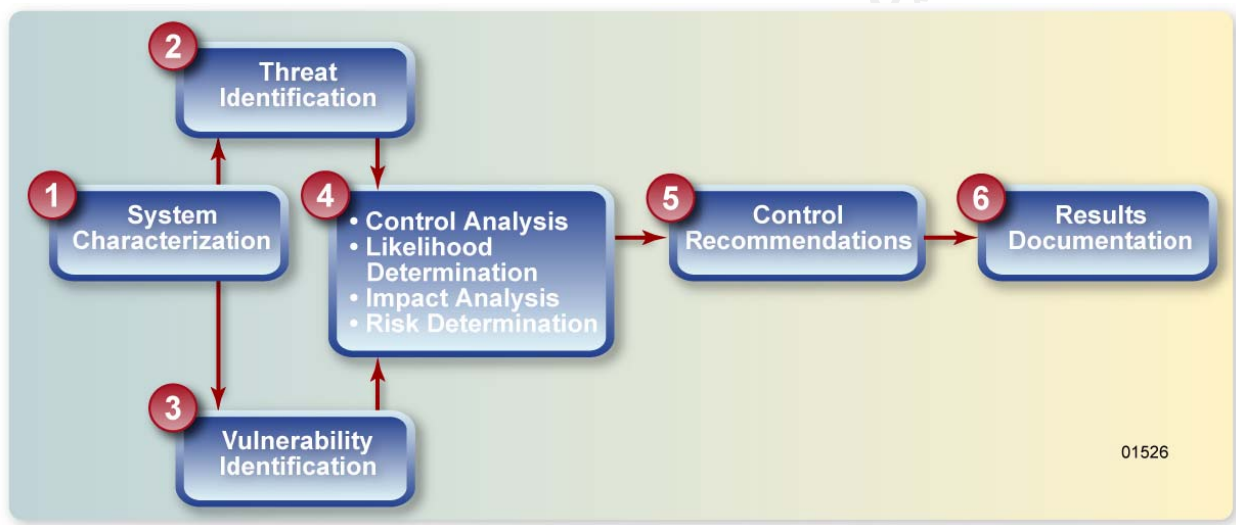 2
Threat
Identification
1
System
Characterization
4
• Control Analysis
• Likelihood
Determination
• Impact Analysis
• Risk Determination
5
Control
Recommendations
6
Results
Documentation
3
Vulnerability
Identification
01526